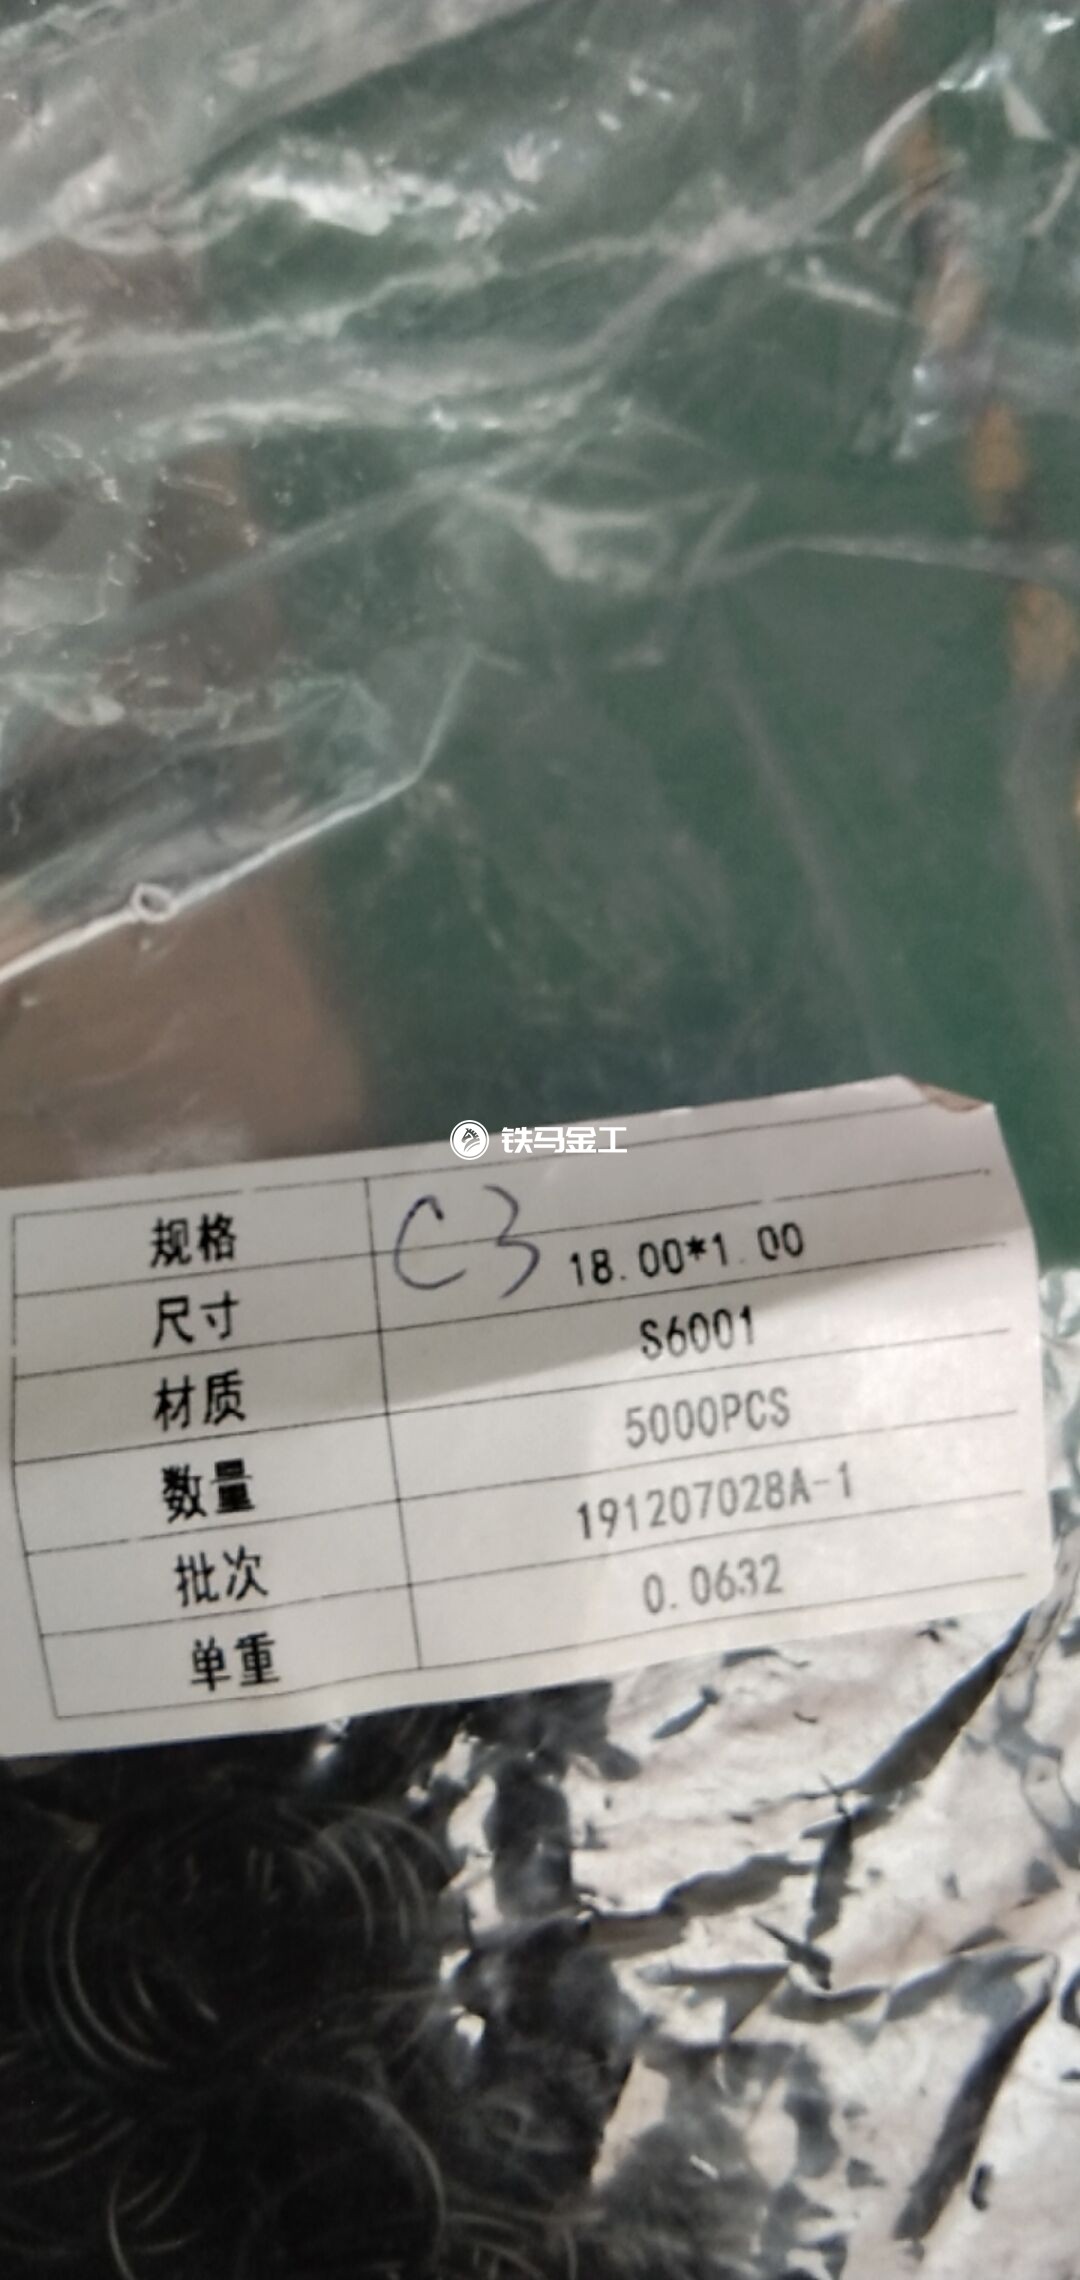 铁马金工
规格 C3
尺寸 18.00*1.00
材质 S6001
数量 5000PCS
批次 191207028A-1
单重 0.0632